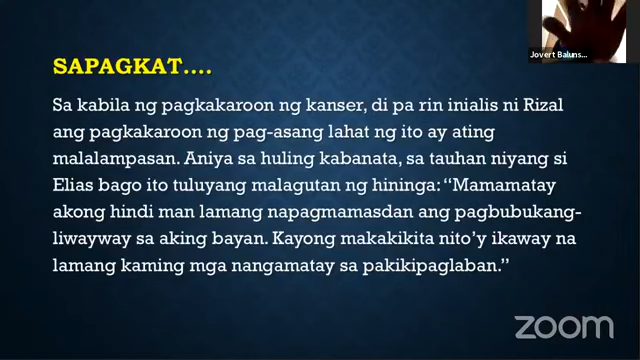 Jovert Baluns...
SAPAGKAT....
Sa kabila ng pagkakaroon ng kanser, di pa rin inialis ni Rizal
ang pagkakaroon ng pag-asang lahat ng ito ay ating
malalampasan. Aniya sa huling kabanata, sa tauhan niyang si
Elias bago ito tuluyang malagutan ng hininga: “Mamamatay
akong hindi man lamang napagmamasdan ang pagbubukang-
liwayway sa aking bayan. Kayong makakikita nito’y ikaway na
lamang kaming mga nangamatay sa pakikipaglaban.”
zoom